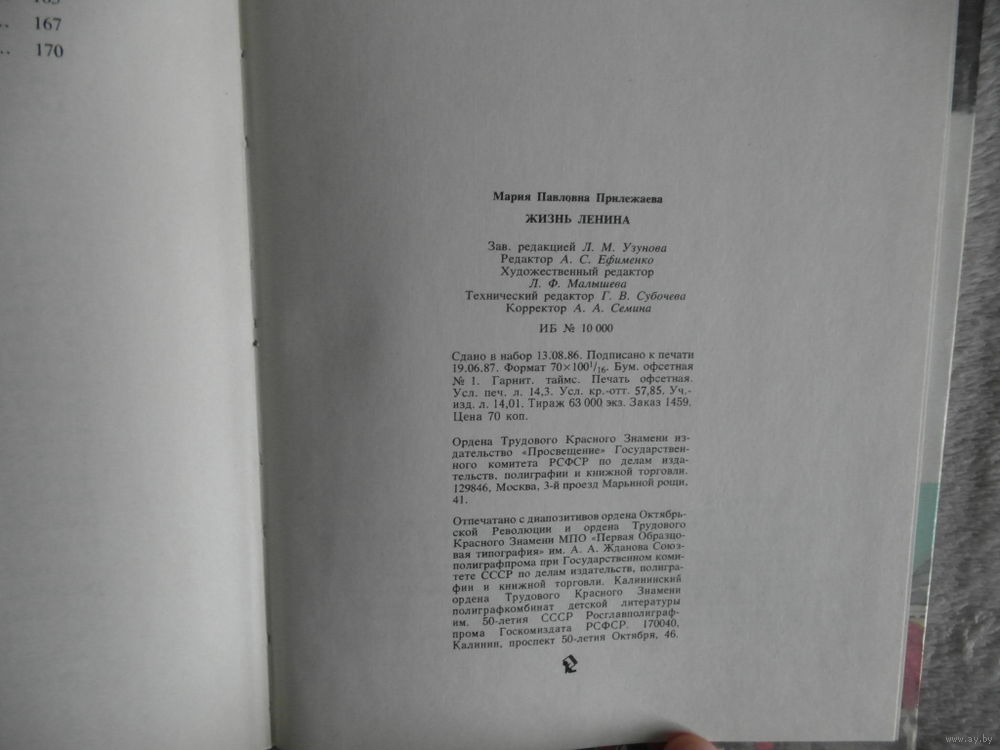 167
170
Мария Павловна Прилежаева
ЖИЗНЬ ЛЕНИНА
Зав. редакцией Л. М. Узунова
Редактор А. С. Ефименко
Художественный редактор
Л. Ф. Малышева
Технический редактор Г. В. Субочева
Корректор А. А. Семина
ИБ № 10 000
Сдано в набор 13.08.86. Подписано к печати
19.06.87. Формат 70×100¹/₁₆. Бум. офсетная
№ 1. Гарнит. таймс. Печать офсетная.
Усл. печ. л. 14,3. Усл. кр.-отт. 57,85. Уч.-
изд. л. 14,01. Тираж 63 000 экз. Заказ 1459.
Цена 70 коп.
Ордена Трудового Красного Знамени из-
дательство «Просвещение» Государствен-
ного комитета РСФСР по делам изда-
тельств, полиграфии и книжной торговли.
129846, Москва, 3-й проезд Марьиной рощи,
41.
Отпечатано с диапозитивов ордена Октябрь-
ской Революции и ордена Трудового
Красного Знамени МПО «Первая Образцо-
вая типография» им. А. А. Жданова Союз-
полиграфпрома при Государственном коми-
тете СССР по делам издательств, полигра-
фии и книжной торговли. Калининский
ордена Трудового Красного Знамени
полиграфкомбинат детской литературы
им. 50-летия СССР Росглавполиграф-
прома Госкомиздата РСФСР. 170040,
Калинин, проспект 50-летия Октября, 46.
www.ay.by